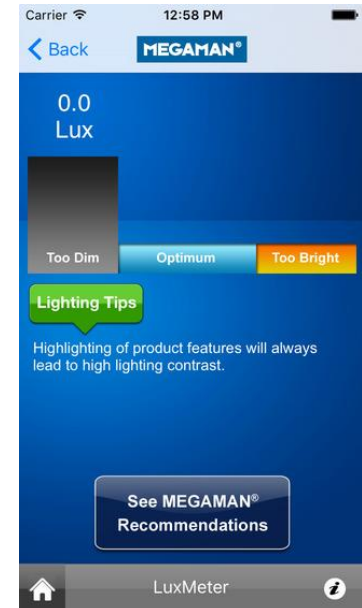 Carrier 12:58 PM
Back MEGAMAN®
0.0
Lux
Too Dim Optimum Too Bright
Lighting Tips
Highlighting of product features will always
lead to high lighting contrast.
See MEGAMAN®
Recommendations
LuxMeter i